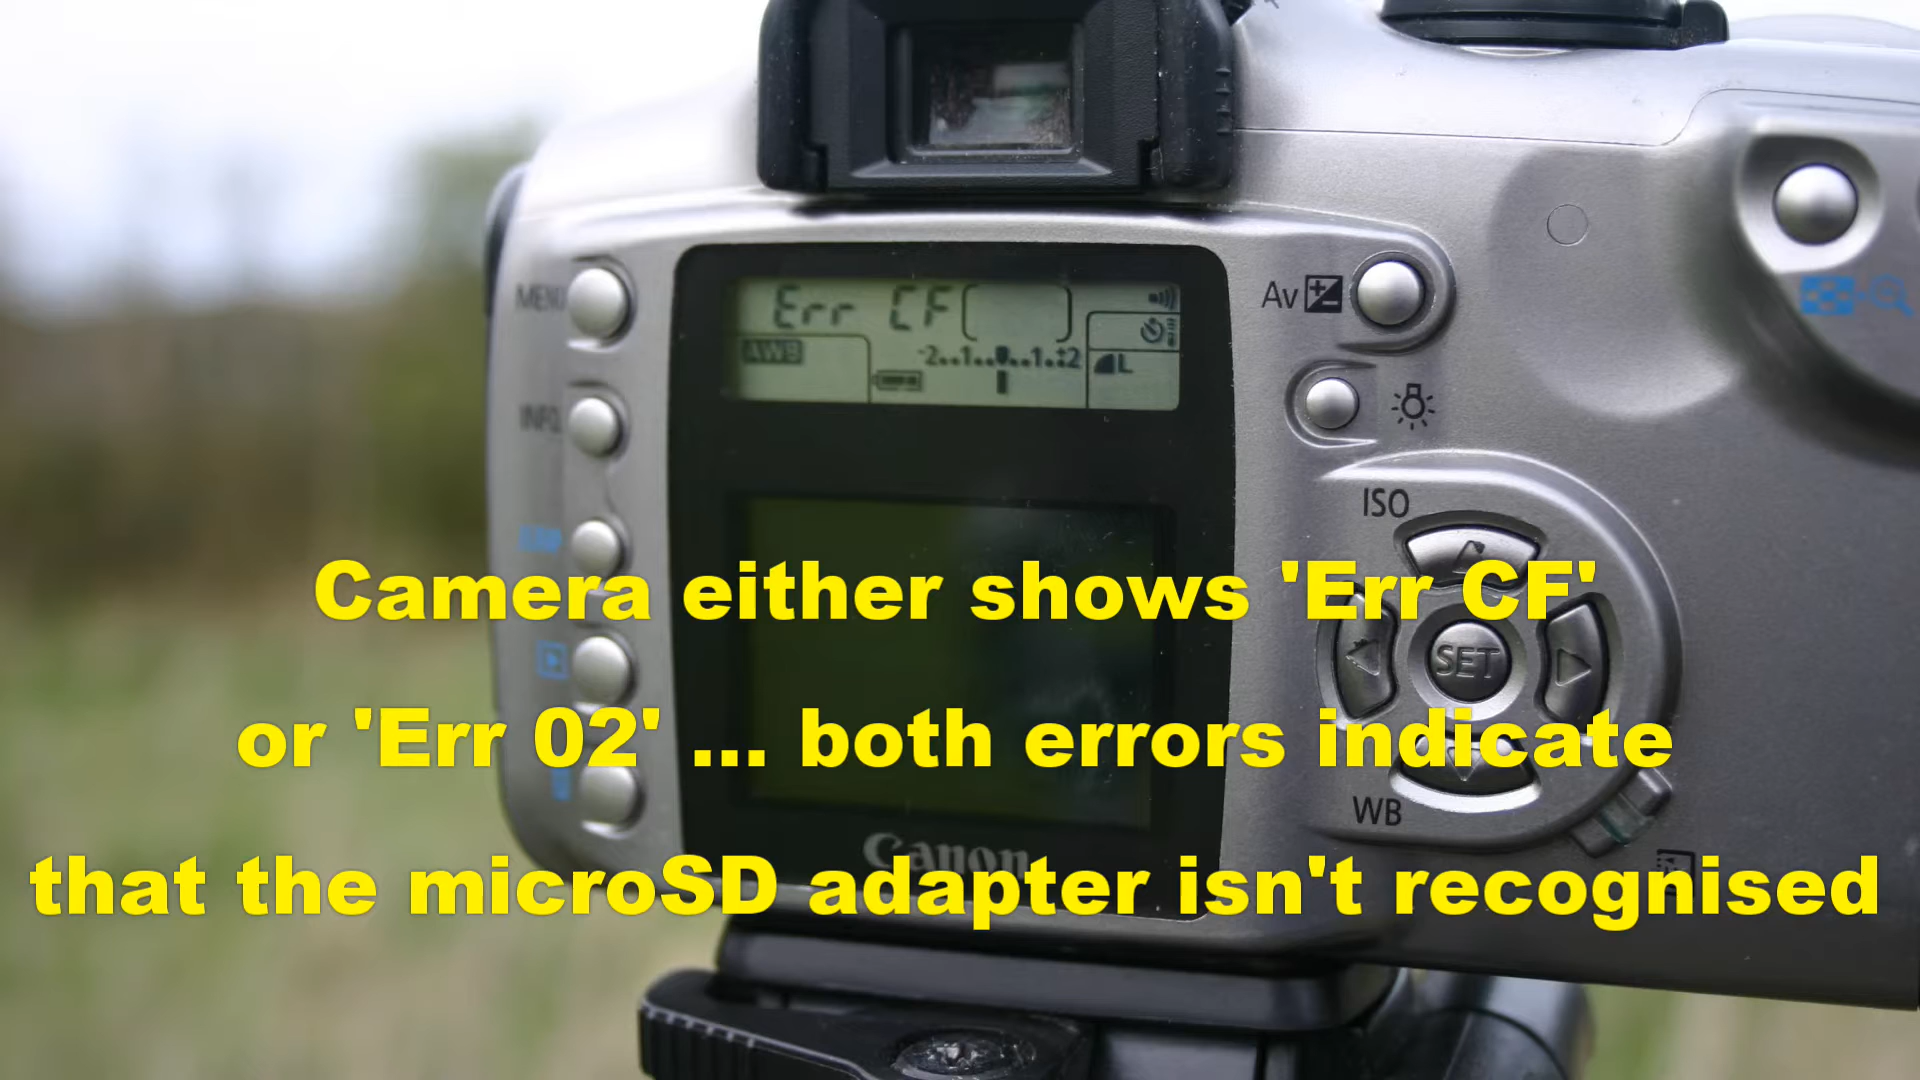 Err CF
AWB
-2..1..0..1.:2
L
MENU
INFO.
JUMP
Av
ISO
SET
WB
Canon
Camera either shows 'Err CF'
or 'Err 02' ... both errors indicate
that the microSD adapter isn't recognised